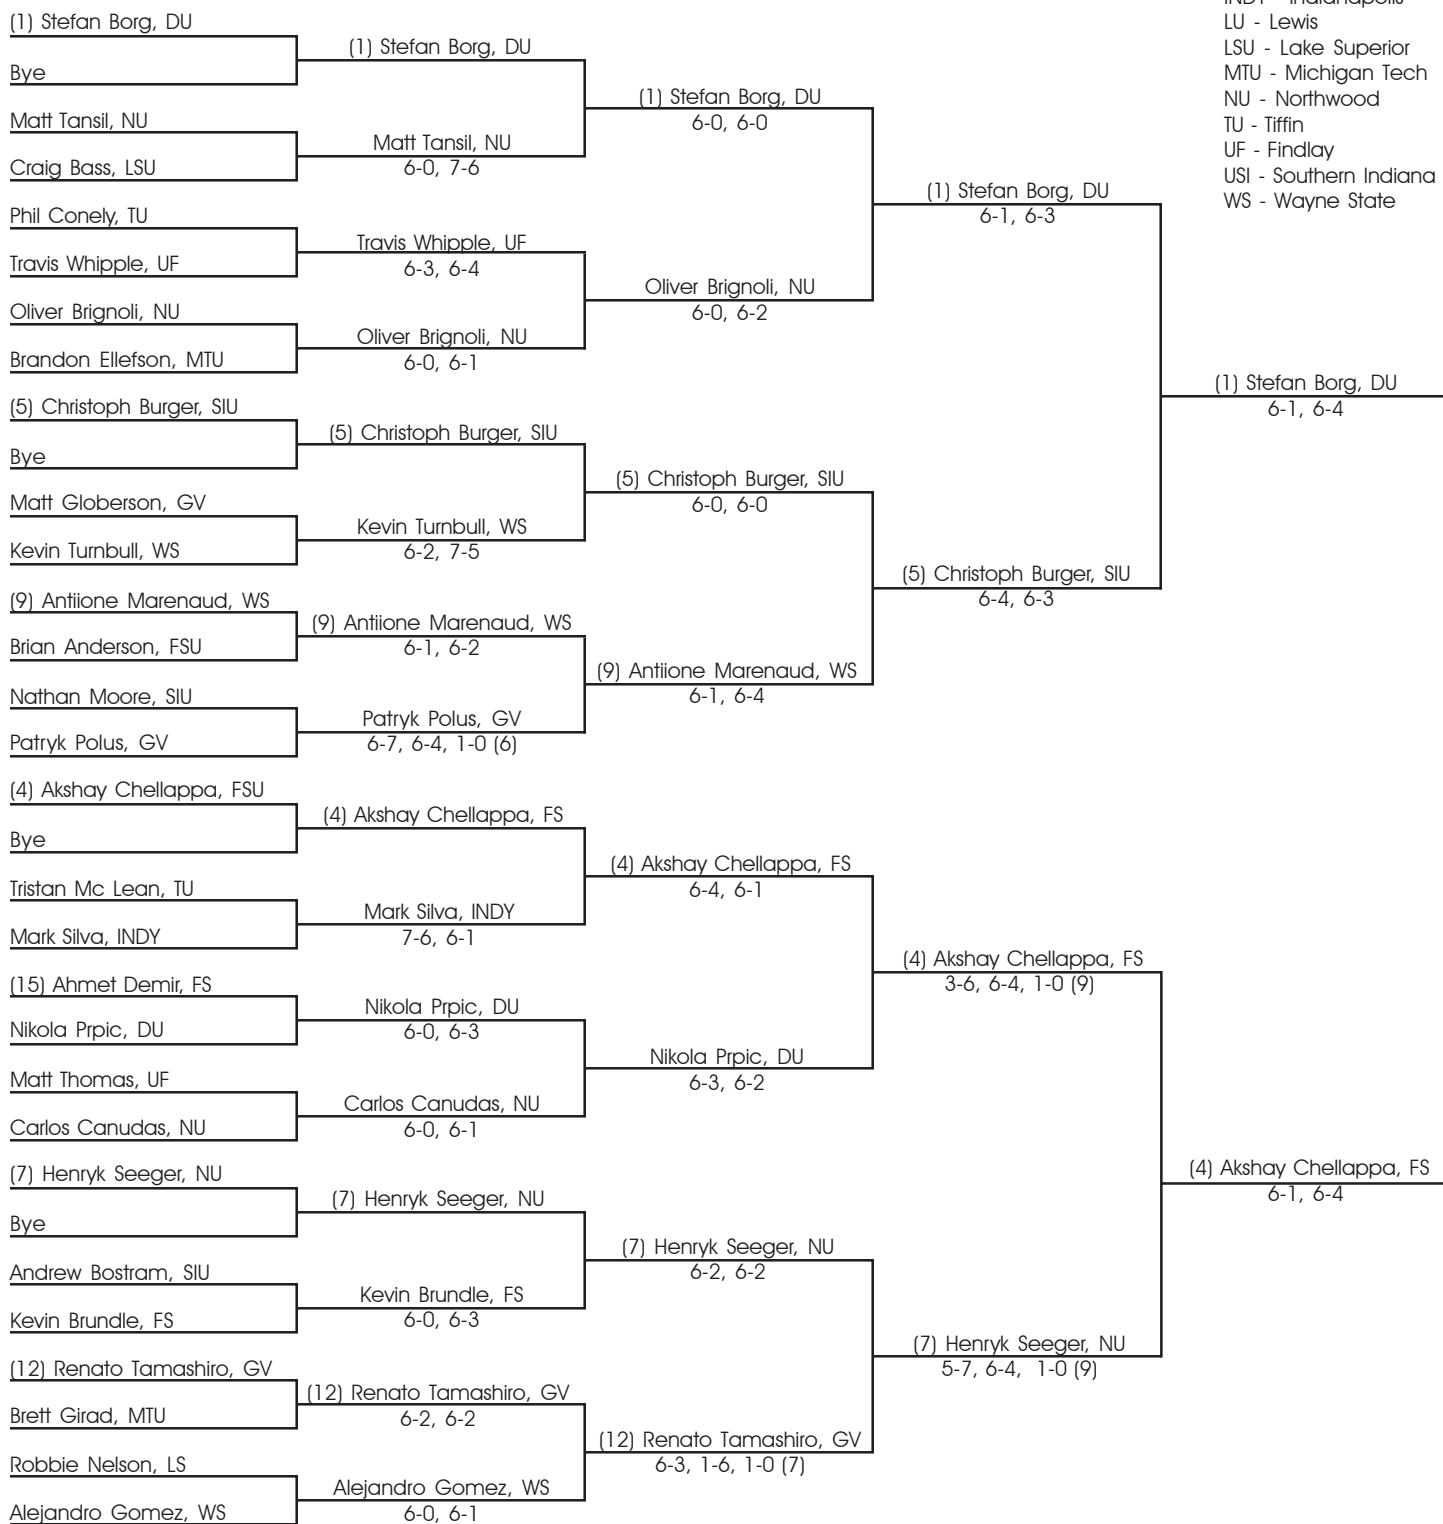 (1) Stefan Borg, DU
Bye
Matt Tansil, NU
Craig Bass, LSU
Phil Conely, TU
Travis Whipple, UF
Oliver Brignoli, NU
Brandon Ellefson, MTU
(5) Christoph Burger, SIU
Bye
Matt Globerson, GV
Kevin Turnbull, WS
(9) Antiione Marenaud, WS
Brian Anderson, FSU
Nathan Moore, SIU
Patryk Polus, GV
(4) Akshay Chellappa, FSU
Bye
Tristan Mc Lean, TU
Mark Silva, INDY
(15) Ahmet Demir, FS
Nikola Prpic, DU
Matt Thomas, UF
Carlos Canudas, NU
(7) Henryk Seeger, NU
Bye
Andrew Bostram, SIU
Kevin Brundle, FS
(12) Renato Tamashiro, GV
Brett Girad, MTU
Robbie Nelson, LS
Alejandro Gomez, WS
(1) Stefan Borg, DU
Matt Tansil, NU
6-0, 7-6
Travis Whipple, UF
6-3, 6-4
Oliver Brignoli, NU
6-0, 6-1
(5) Christoph Burger, SIU
Kevin Turnbull, WS
6-2, 7-5
(9) Antiione Marenaud, WS
6-1, 6-2
Patryk Polus, GV
6-7, 6-4, 1-0 (6)
(4) Akshay Chellappa, FS
Mark Silva, INDY
7-6, 6-1
Nikola Prpic, DU
6-0, 6-3
Carlos Canudas, NU
6-0, 6-1
(7) Henryk Seeger, NU
Kevin Brundle, FS
6-0, 6-3
(12) Renato Tamashiro, GV
6-2, 6-2
Alejandro Gomez, WS
6-0, 6-1
(1) Stefan Borg, DU
6-0, 6-0
Oliver Brignoli, NU
6-0, 6-2
(5) Christoph Burger, SIU
6-0, 6-0
(9) Antiione Marenaud, WS
6-1, 6-4
(4) Akshay Chellappa, FS
6-4, 6-1
Nikola Prpic, DU
6-3, 6-2
(7) Henryk Seeger, NU
6-2, 6-2
(12) Renato Tamashiro, GV
6-3, 1-6, 1-0 (7)
(1) Stefan Borg, DU
6-1, 6-3
(5) Christoph Burger, SIU
6-4, 6-3
(4) Akshay Chellappa, FS
3-6, 6-4, 1-0 (9)
(7) Henryk Seeger, NU
5-7, 6-4, 1-0 (9)
(1) Stefan Borg, DU
6-1, 6-4
(4) Akshay Chellappa, FS
6-1, 6-4
LU - Lewis
LSU - Lake Superior
MTU - Michigan Tech
NU - Northwood
TU - Tiffin
UF - Findlay
USI - Southern Indiana
WS - Wayne State